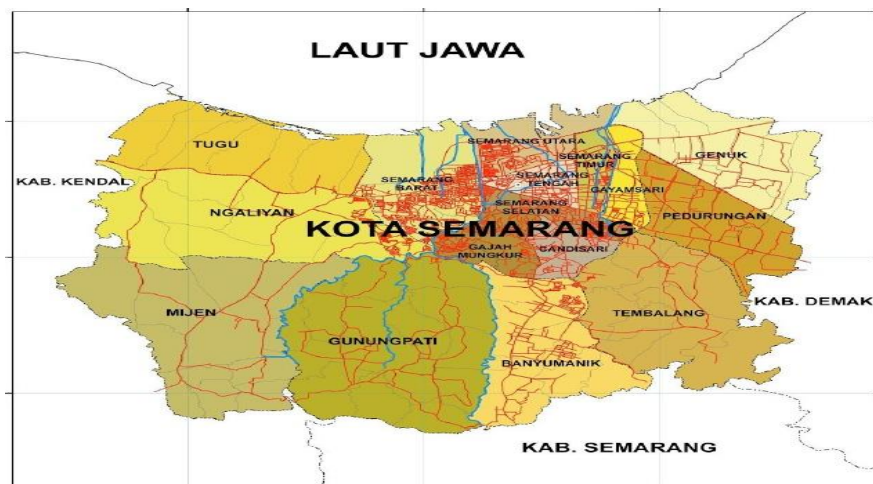 LAUT JAWA
TUGU
SEMARANG UTARA
SEMARANG
TIMUR
GENUK
KAB. KENDAL
SEMARANG
BARAT
SEMARANG
TENGAH
GAYAMSARI
NGALIYAN
SEMARANG
SELATAN
PEDURUNGAN
KOTA SEMARANG
GAJAH
MUNGKUR
CANDISARI
MIJEN
KAB. DEMAK
GUNUNGPATI
TEMBALANG
BANYUMANIK
KAB. SEMARANG